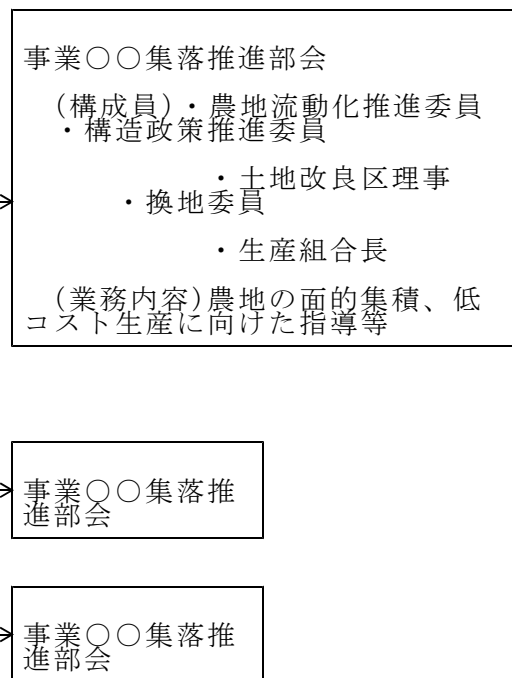 事業○○集落推進部会
(構成員)・農地流動化推進委員
・構造政策推進委員
・土地改良区理事
・換地委員
・生産組合長
(業務内容)農地の面的集積、低
コスト生産に向けた指導等
事業○○集落推
進部会
事業○○集落推
進部会